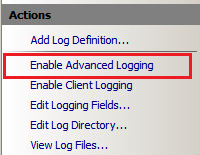 Actions
Add Log Definition...
Enable Advanced Logging
Enable Client Logging
Edit Logging Fields...
Edit Log Directory...
View Log Files...